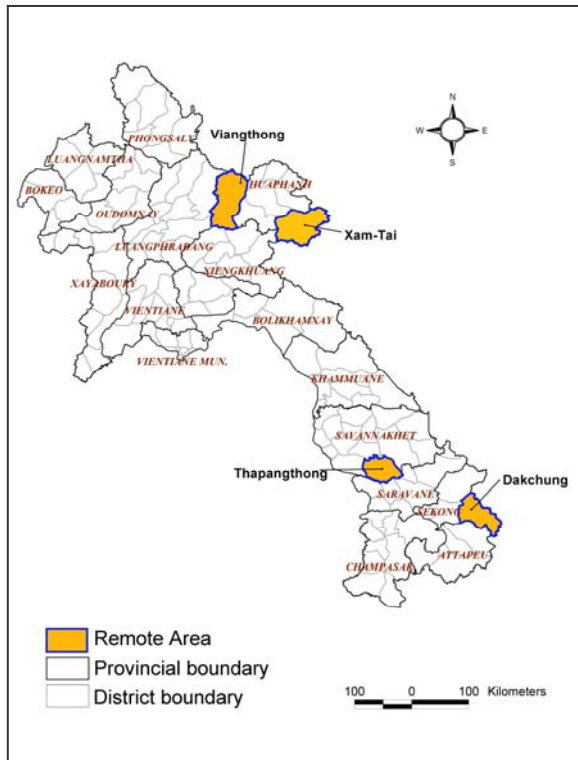 N
W E
S
PHONGSALY
Viangthong
LUANGNAMTHA
HUAPHANH
BOKEO
OUDOMXAY
Xam-Tai
LUANGPHRABANG
XIENGKHUANG
XAYABOURY
VIENTIANE
BOLIKHAMXAY
VIENTIANE MUN.
KHAMMUANE
SAVANNAKHET
Thapangthong
Dakchung
SARAVANE
SEKONG
ATTAPEU
CHAMPASAK
Remote Area
Provincial boundary
District boundary
100 0 100 Kilometers